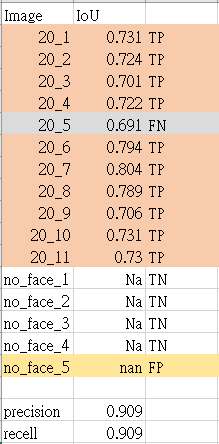 Image IoU
20_1 0.731 TP
20_2 0.724 TP
20_3 0.701 TP
20_4 0.722 TP
20_5 0.691 FN
20_6 0.794 TP
20_7 0.804 TP
20_8 0.789 TP
20_9 0.706 TP
20_10 0.731 TP
20_11 0.73 TP
no_face_1 Na TN
no_face_2 Na TN
no_face_3 Na TN
no_face_4 Na TN
no_face_5 nan FP
precision 0.909
recell 0.909